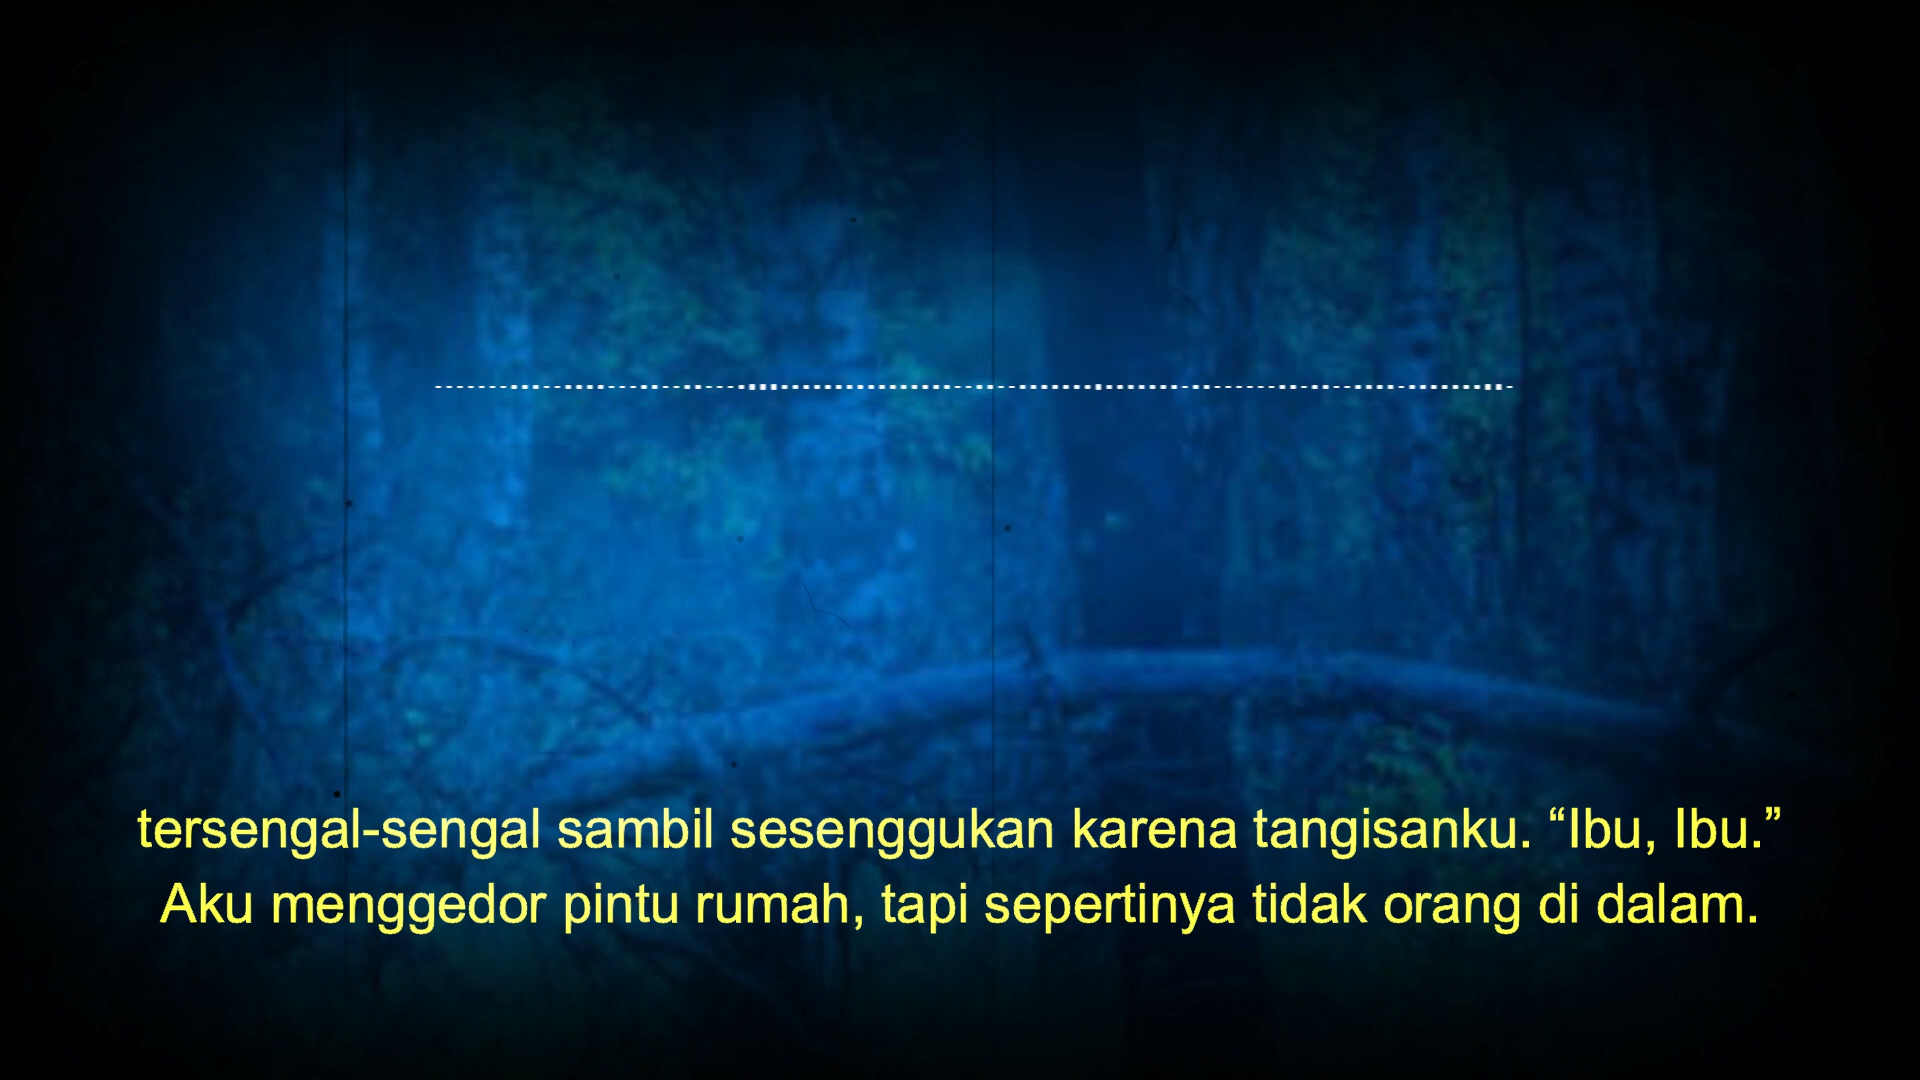 tersengal-sengal sambil sesenggukan karena tangisanku. “Ibu, Ibu.”
Aku menggedor pintu rumah, tapi sepertinya tidak orang di dalam.